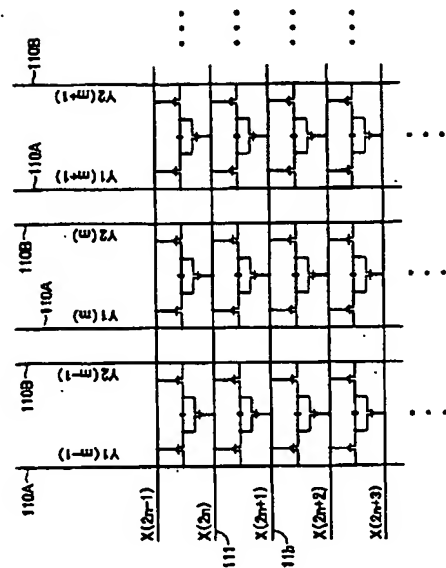 110A
110B
110A
110B
110A
110B
Y1(m-1)
Y2(m-1)
Y1(m)
Y2(m)
Y1(m+1)
Y2(m+1)
X(2n-1)
X(2n)
111
X(2n+1)
11b
X(2n+2)
X(2n+3)